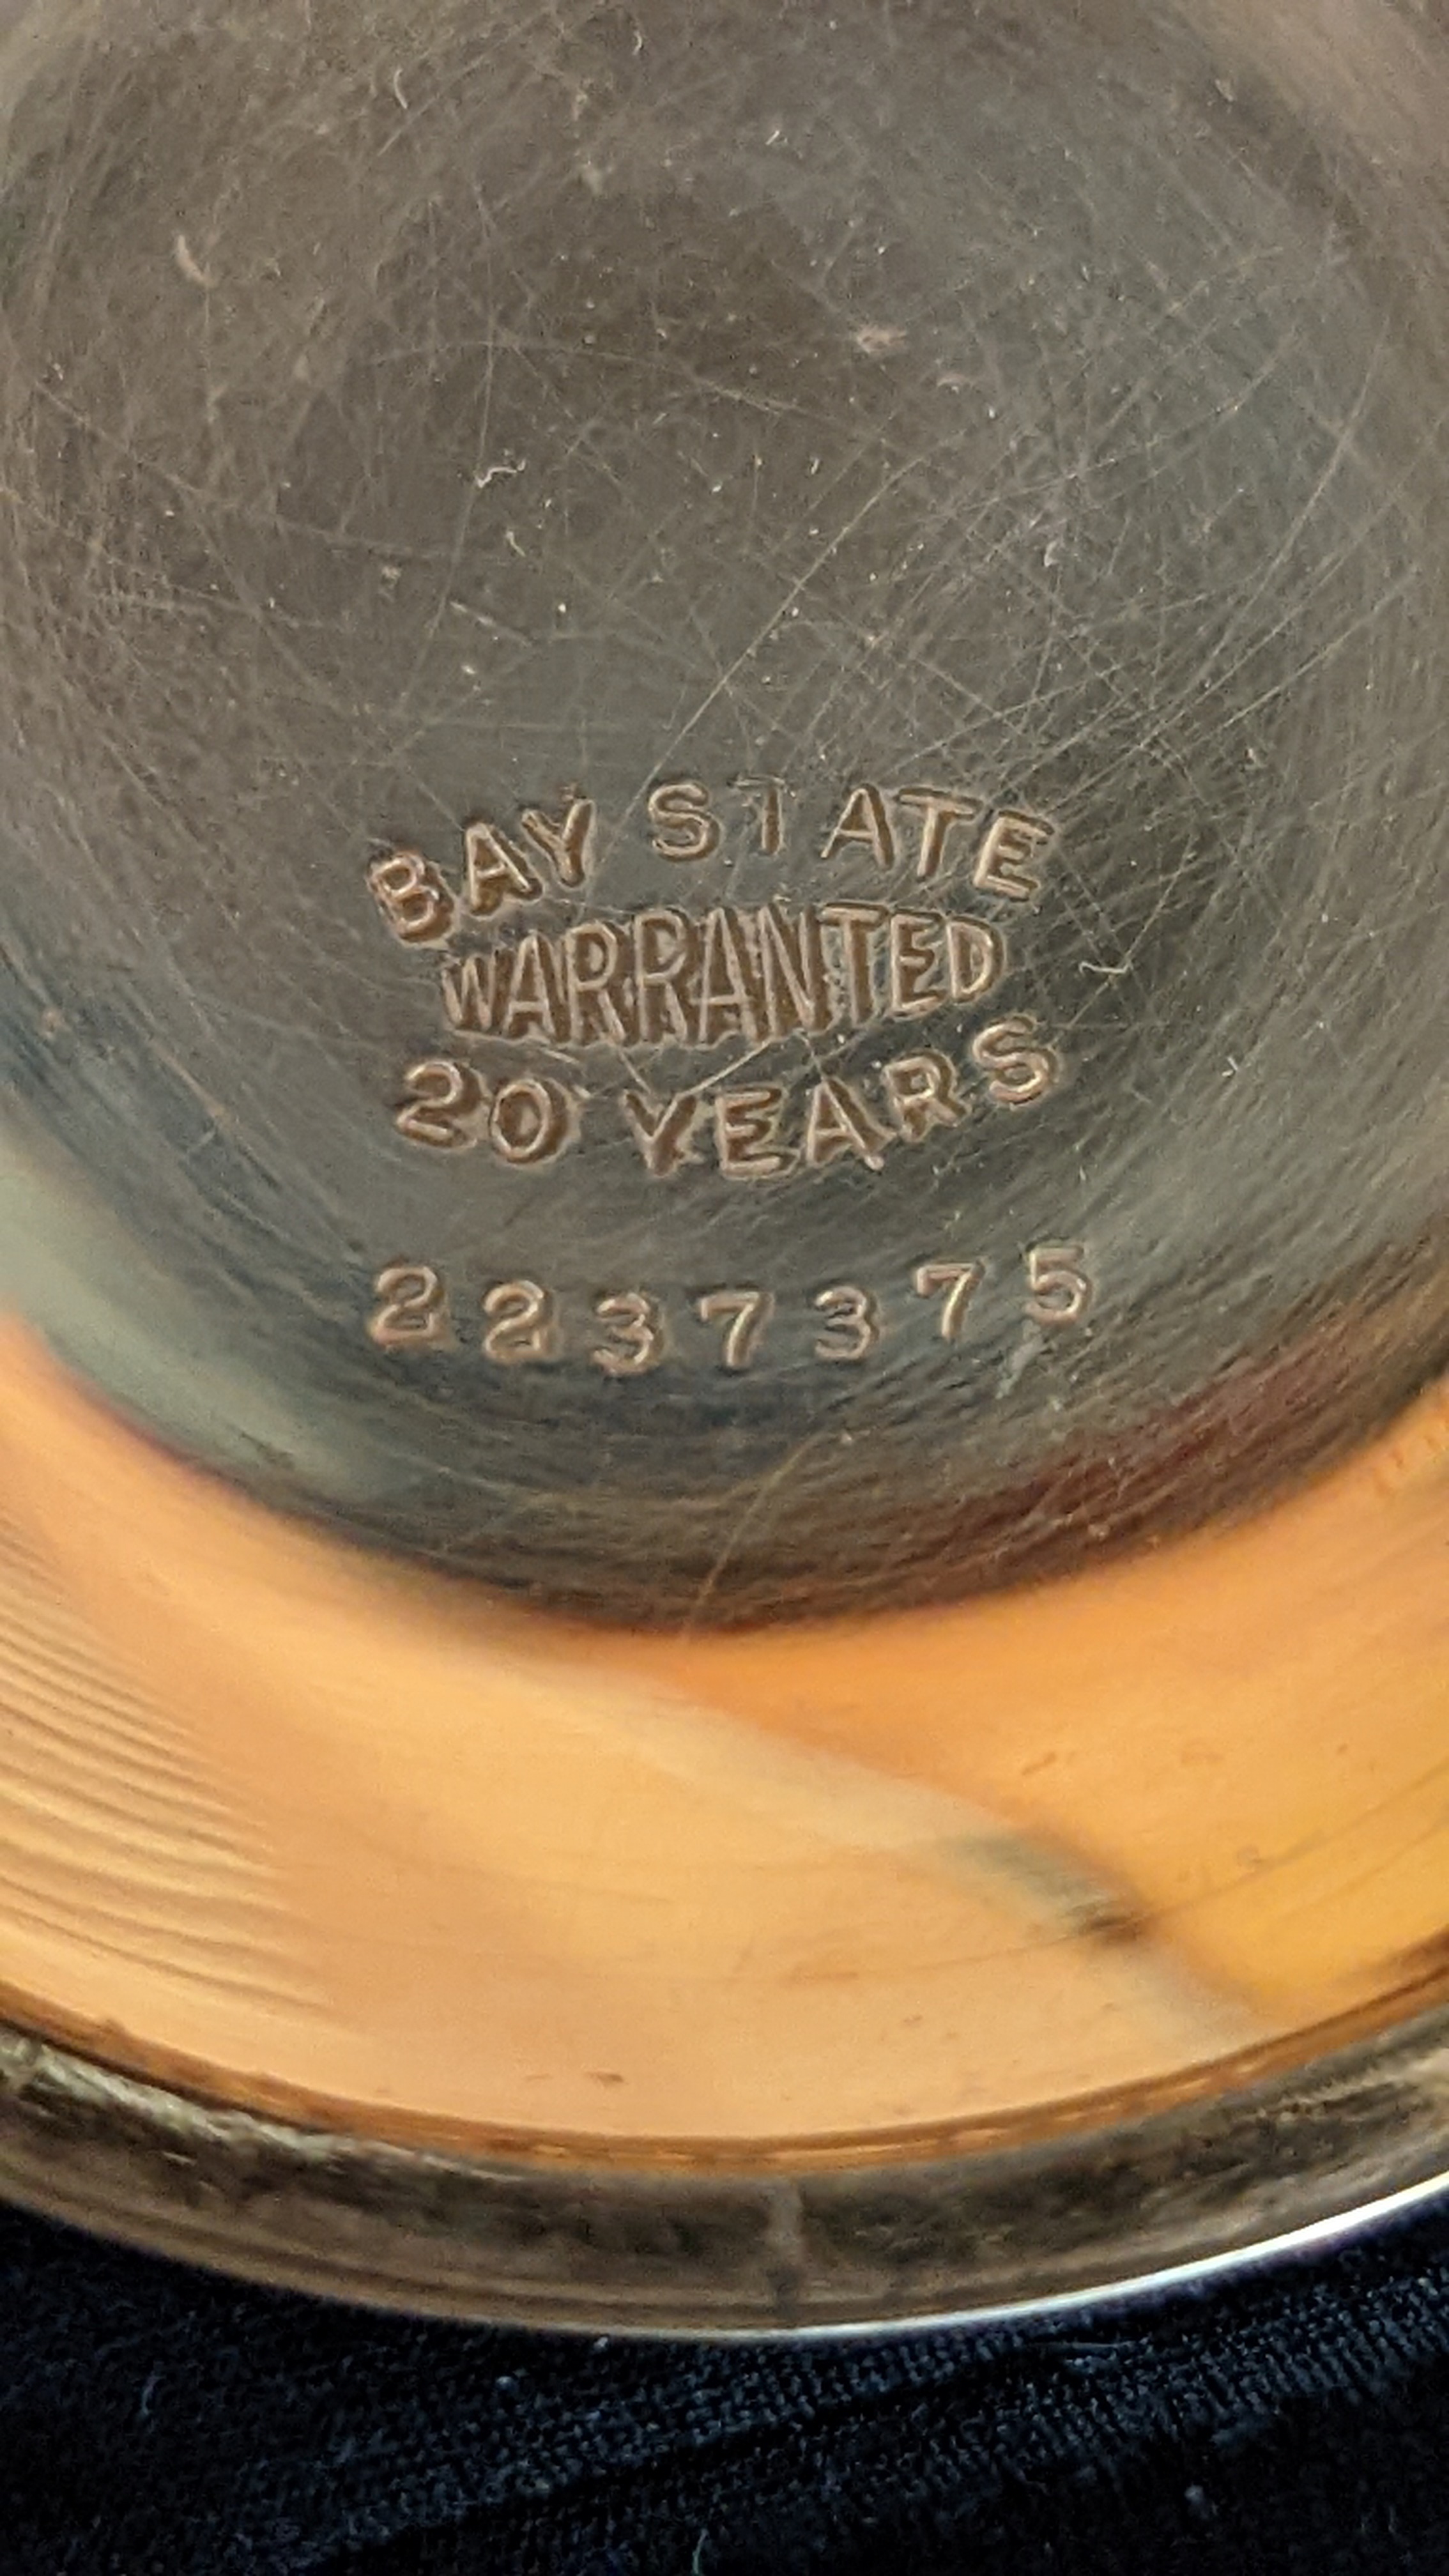 BAY STATE
WARRANTED
20 YEARS
2237375